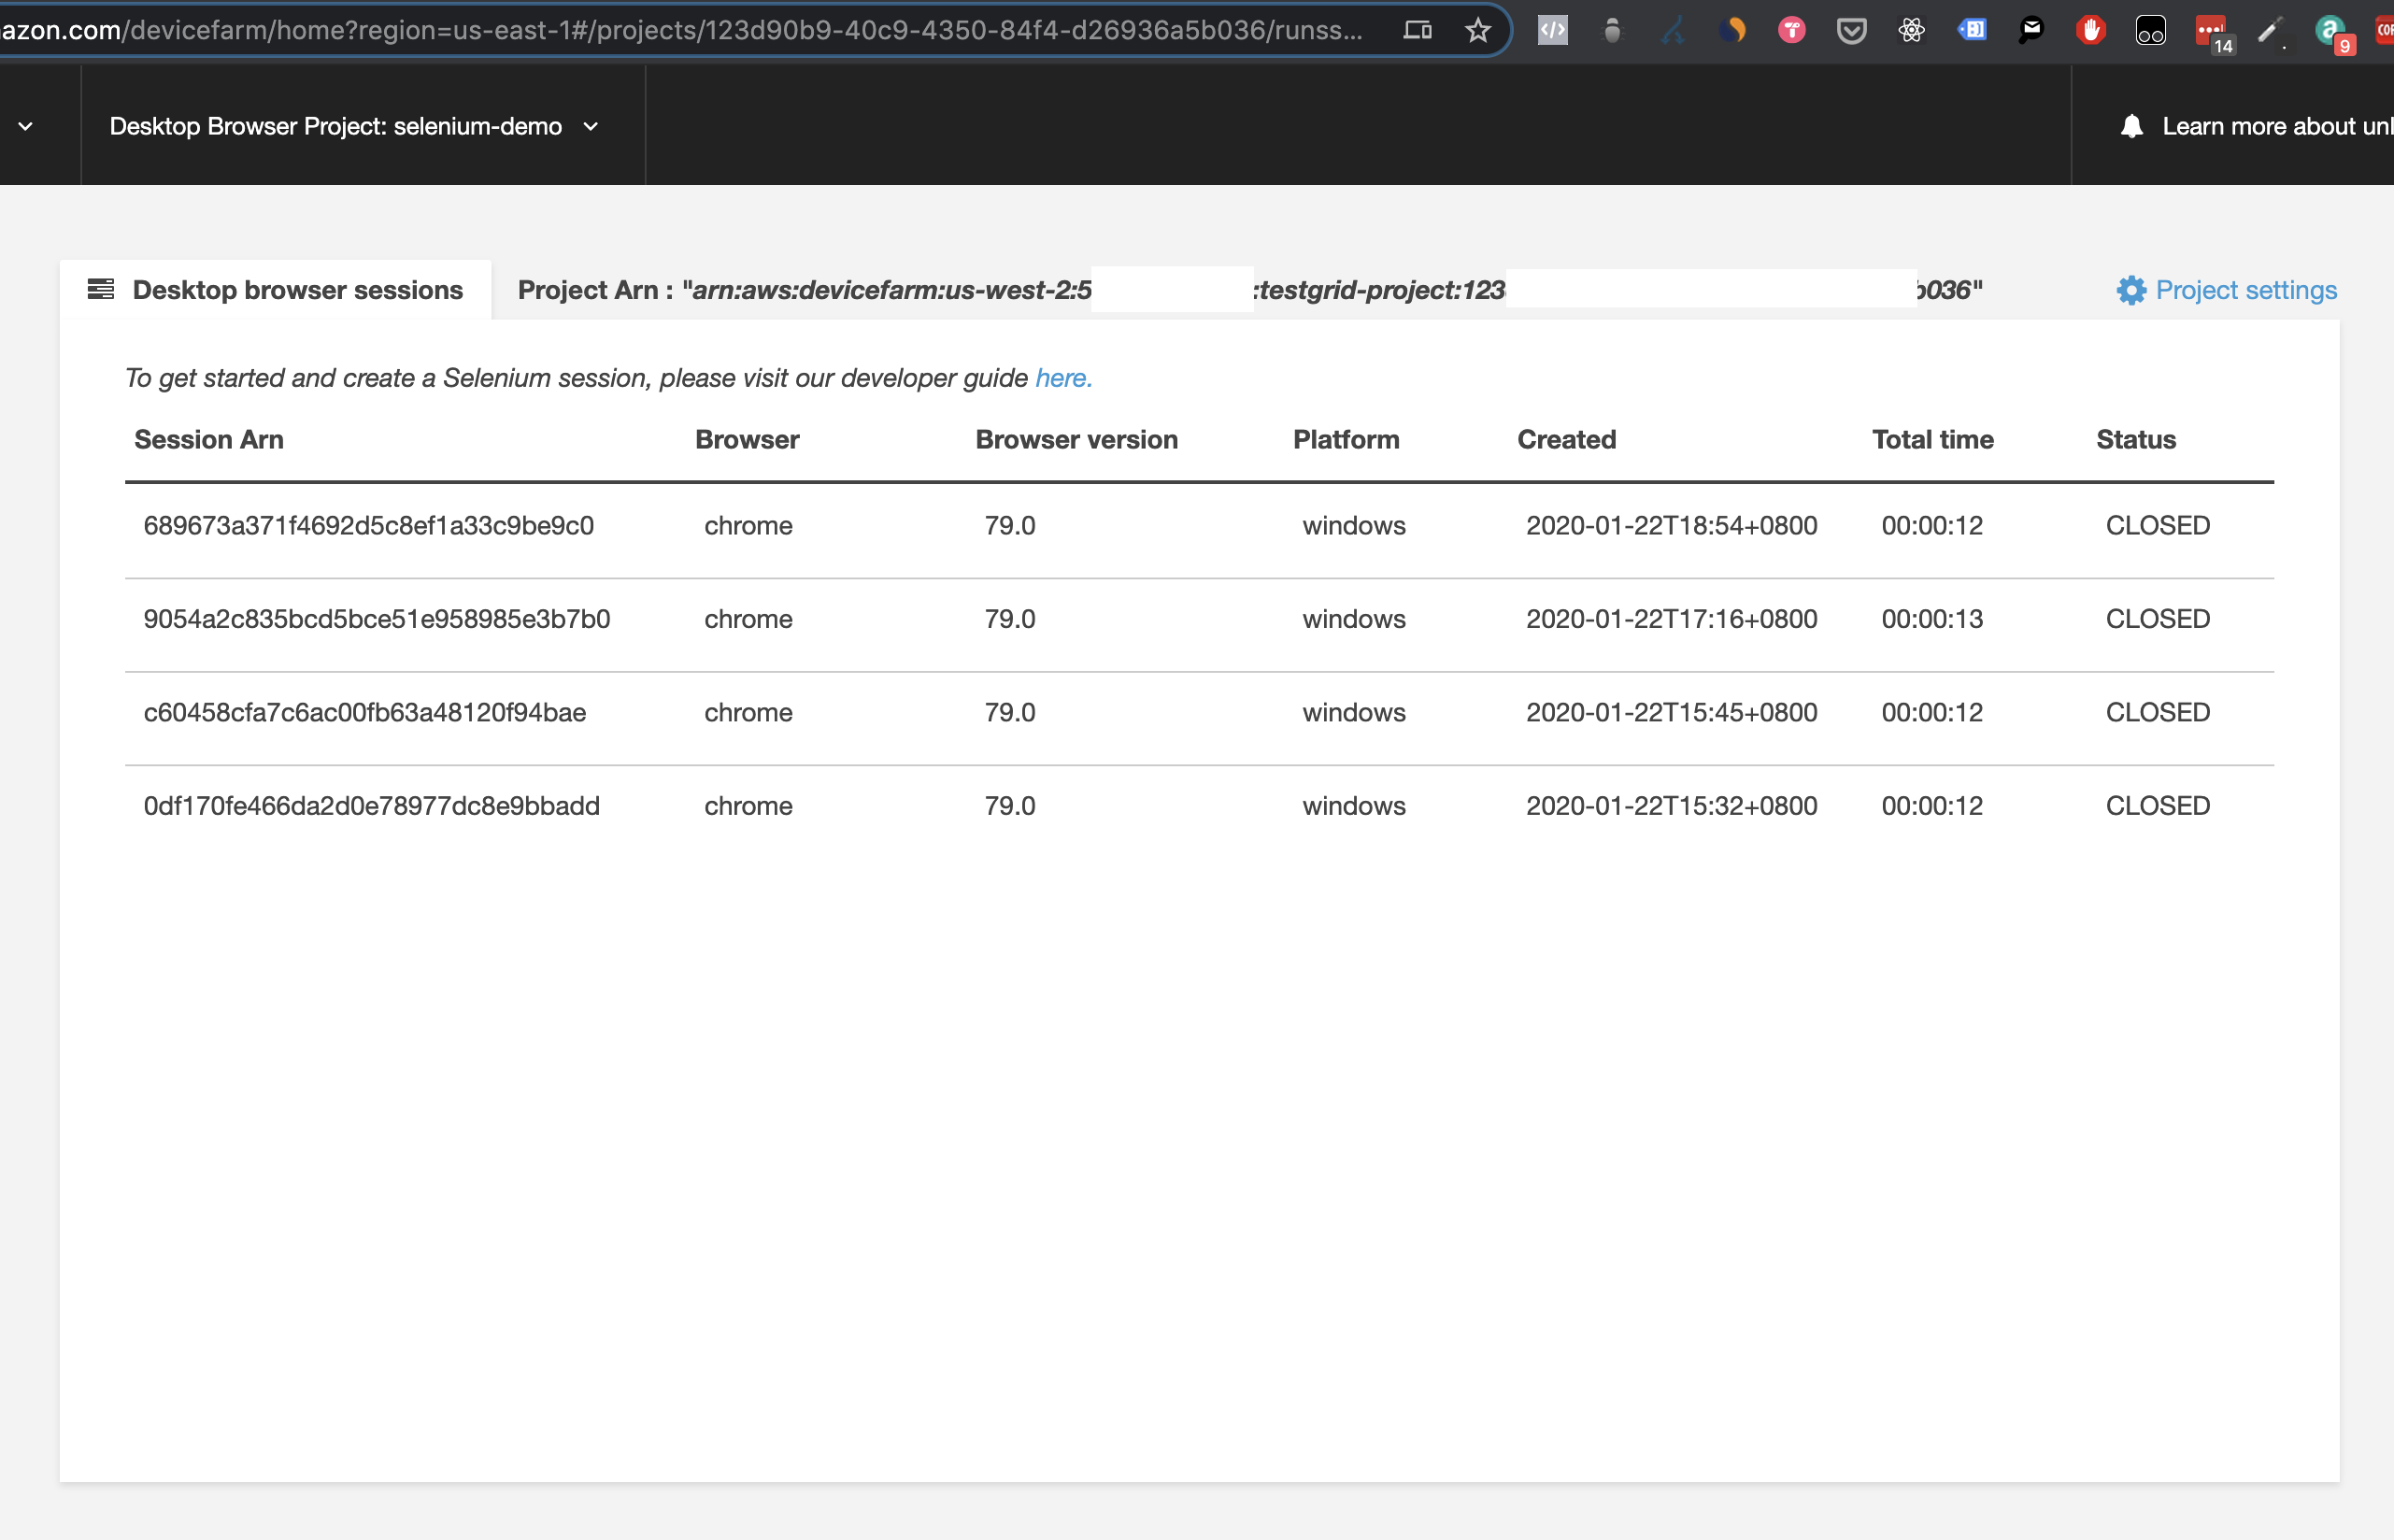 azon.com/devicefarm/home?region=us-east-1#/projects/123d90b9-40c9-4350-84f4-d26936a5b036/runss...
14
9
COR
Desktop Browser Project: selenium-demo
Learn more about unl
Desktop browser sessions
Project Arn : "arn:aws:devicefarm:us-west-2:5 :testgrid-project:123 b036"
Project settings
To get started and create a Selenium session, please visit our developer guide here.
Session Arn Browser Browser version Platform Created Total time Status
689673a371f4692d5c8ef1a33c9be9c0 chrome 79.0 windows 2020-01-22T18:54+0800 00:00:12 CLOSED
9054a2c835bcd5bce51e958985e3b7b0 chrome 79.0 windows 2020-01-22T17:16+0800 00:00:13 CLOSED
c60458cfa7c6ac00fb63a48120f94bae chrome 79.0 windows 2020-01-22T15:45+0800 00:00:12 CLOSED
0df170fe466da2d0e78977dc8e9bbadd chrome 79.0 windows 2020-01-22T15:32+0800 00:00:12 CLOSED